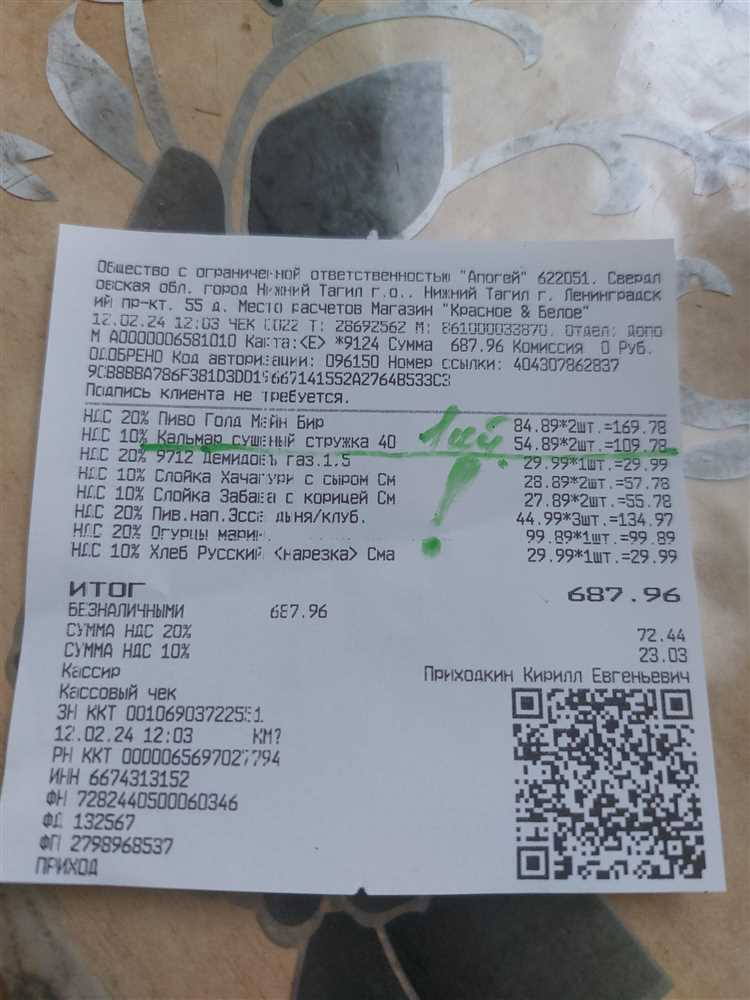 Общество с ограниченной ответственностью "Апогей" 622051. Свердл
овская обл. город Нижний Тагил г.о.. Нижний Тагил г. Ленинградск
ий пр-кт. 55 д. Место расчетов Магазин "Красное & Белое"
12.02.24 12:03 ЧЕК 0022 Т: 28692562 М: 861000033870. Отдел: Допо
М A0000006581010 Карта:<E> *9124 Сумма 687.96 Комиссия 0 Руб.
ОДОБРЕНО Код авторизации: 096150 Номер ссылки: 404307862837
Подпись клиента не требуется.
НДС 20% Пиво Голд Мейн Бир 84.89*2шт.=169.78
НДС 10% Кальмар сушеный стружка 40 1шт 54.89*2шт.=109.78
НДС 20% 9712 Демидовъ газ.1,5 29.99*1шт.=29.99
НДС 10% Слойка Хачапури с сыром См 28.89*2шт.=57.78
НДС 10% Слойка Забава с корицей См 27.89*2шт.=55.78
НДС 20% Пив.нап.Эссе дыня/клуб. 44.99*3шт.=134.97
НДС 20% Огурцы марин. 99.89*1шт.=99.89
НДС 10% Хлеб Русский <нарезка> Сма 29.99*1шт.=29.99
!
ИТОГ 687.96
БЕЗНАЛИЧНЫМИ 687.96
СУММА НДС 20% 72.44
СУММА НДС 10% 23.03
Кассир Приходкин Кирилл Евгеньевич
Кассовый чек
ЗН ККТ 00106903722551
12.02.24 12:03 КМ?
РН ККТ 0000065697027794
ИНН 6674313152
ФН 7282440500060346
ФД 132567
ФП 2798968537
ПРИХОД